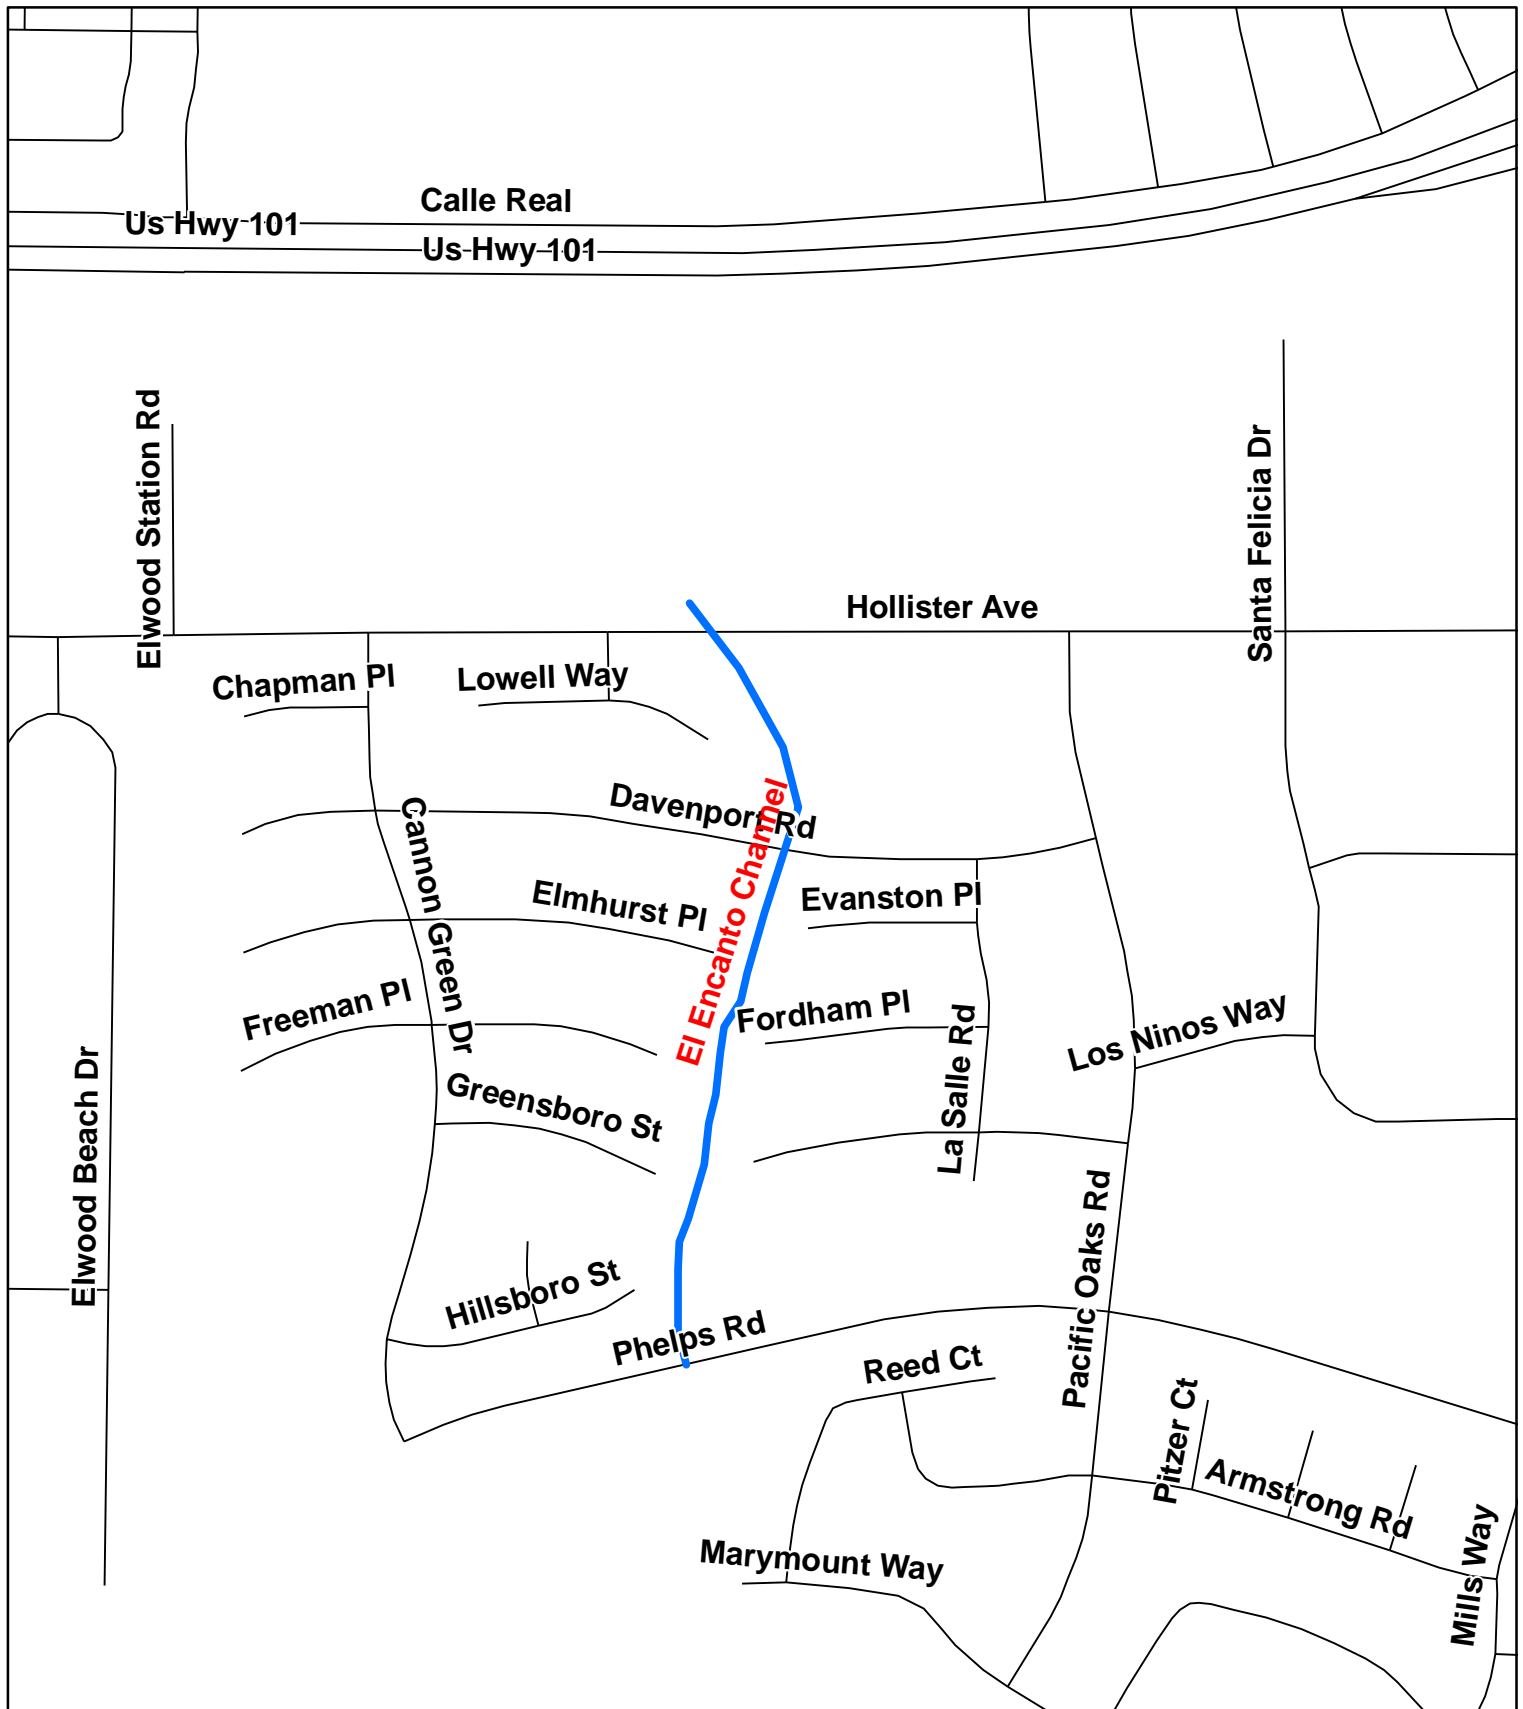 Calle Real
Us Hwy 101
Us Hwy 101
Elwood Station Rd
Santa Felicia Dr
Hollister Ave
Chapman Pl
Lowell Way
Davenport Rd
El Encanto Channel
Cannon Green Dr
Elmhurst Pl
Evanston Pl
Freeman Pl
Fordham Pl
La Salle Rd
Los Ninos Way
Elwood Beach Dr
Greensboro St
Pacific Oaks Rd
Hillsboro St
Phelps Rd
Reed Ct
Pitzer Ct
Armstrong Rd
Mills Way
Marymount Way